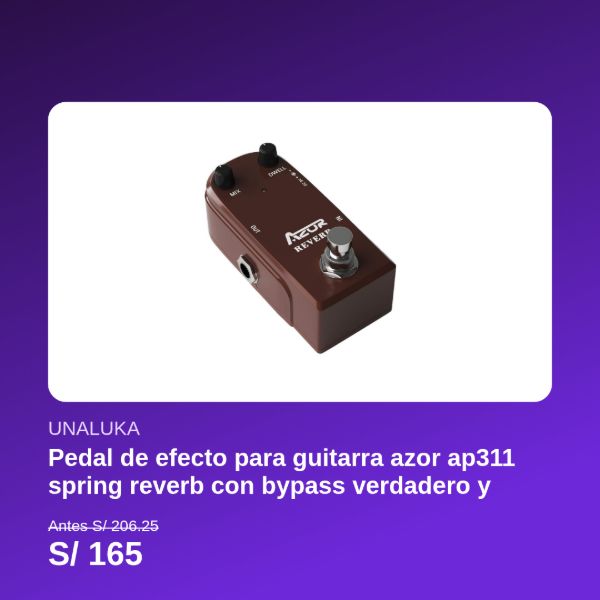 MIX
DWELL
OUT
IN
AZOR
REVERB
UNALUKA
Pedal de efecto para guitarra azor ap311
spring reverb con bypass verdadero y
Antes S/ 206.25
S/ 165